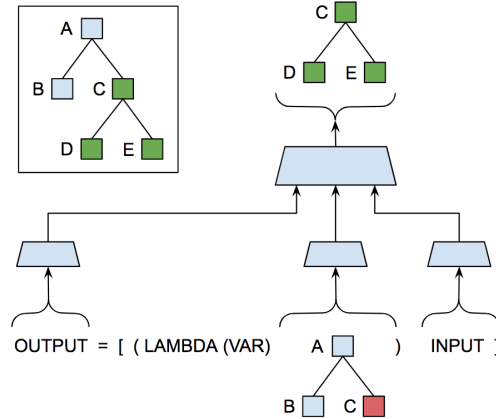 A
B C
D E
C
D E
OUTPUT = [ ( LAMBDA (VAR) A ) INPUT ]
B C